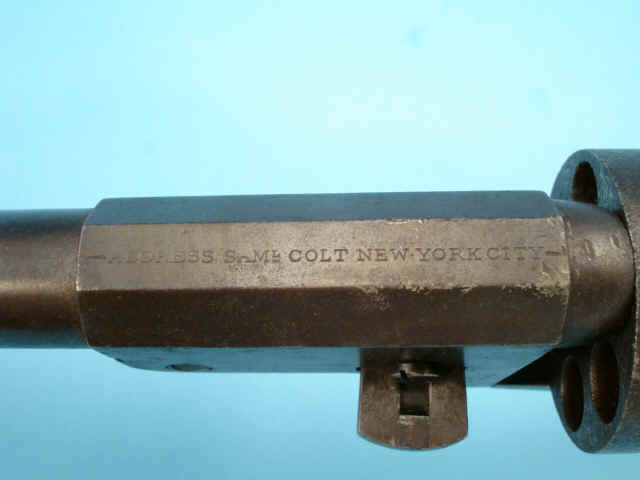 —ADDRESS SAML COLT NEW-YORK CITY—